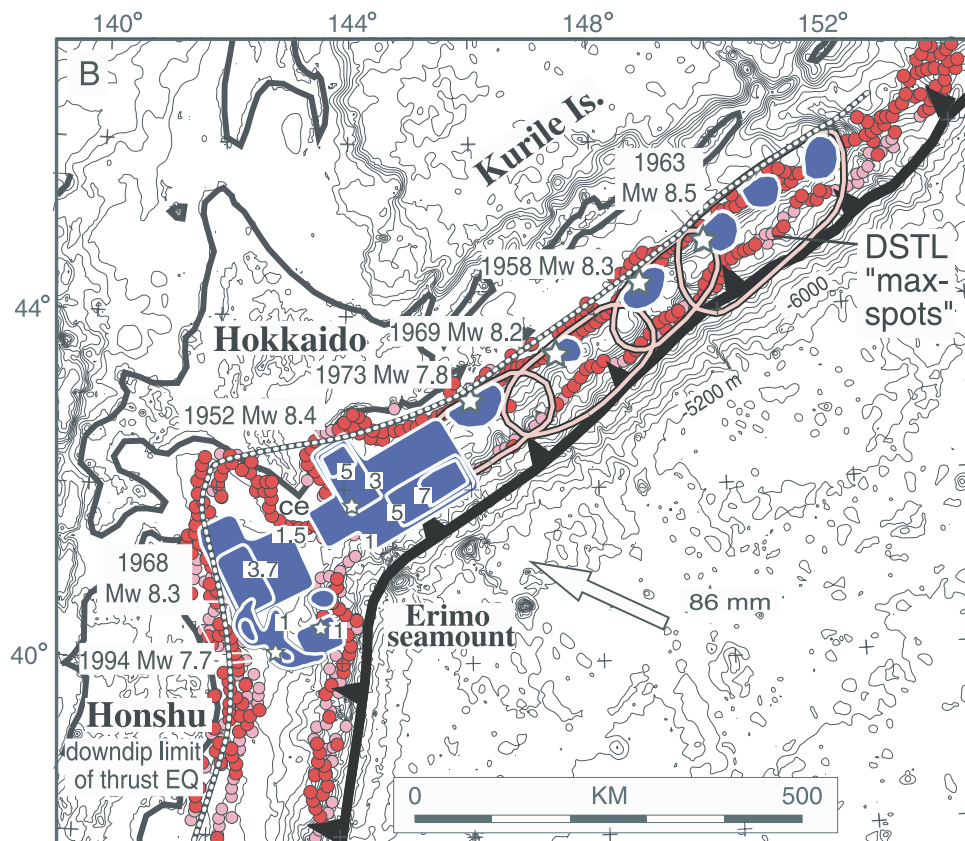 140° 144° 148° 152°
B
Kurile Is.
1963
Mw 8.5
DSTL
"max-
spots"
1958 Mw 8.3
-6000
44°
Hokkaido
1969 Mw 8.2
1973 Mw 7.8
-5200 m
1952 Mw 8.4
5
3
7
5
ce
1.5
1
1968
Mw 8.3
3.7
86 mm
1
1
Erimo
seamount
40°
1994 Mw 7.7
Honshu
downdip limit
of thrust EQ
0 KM 500
140° 144° 148°